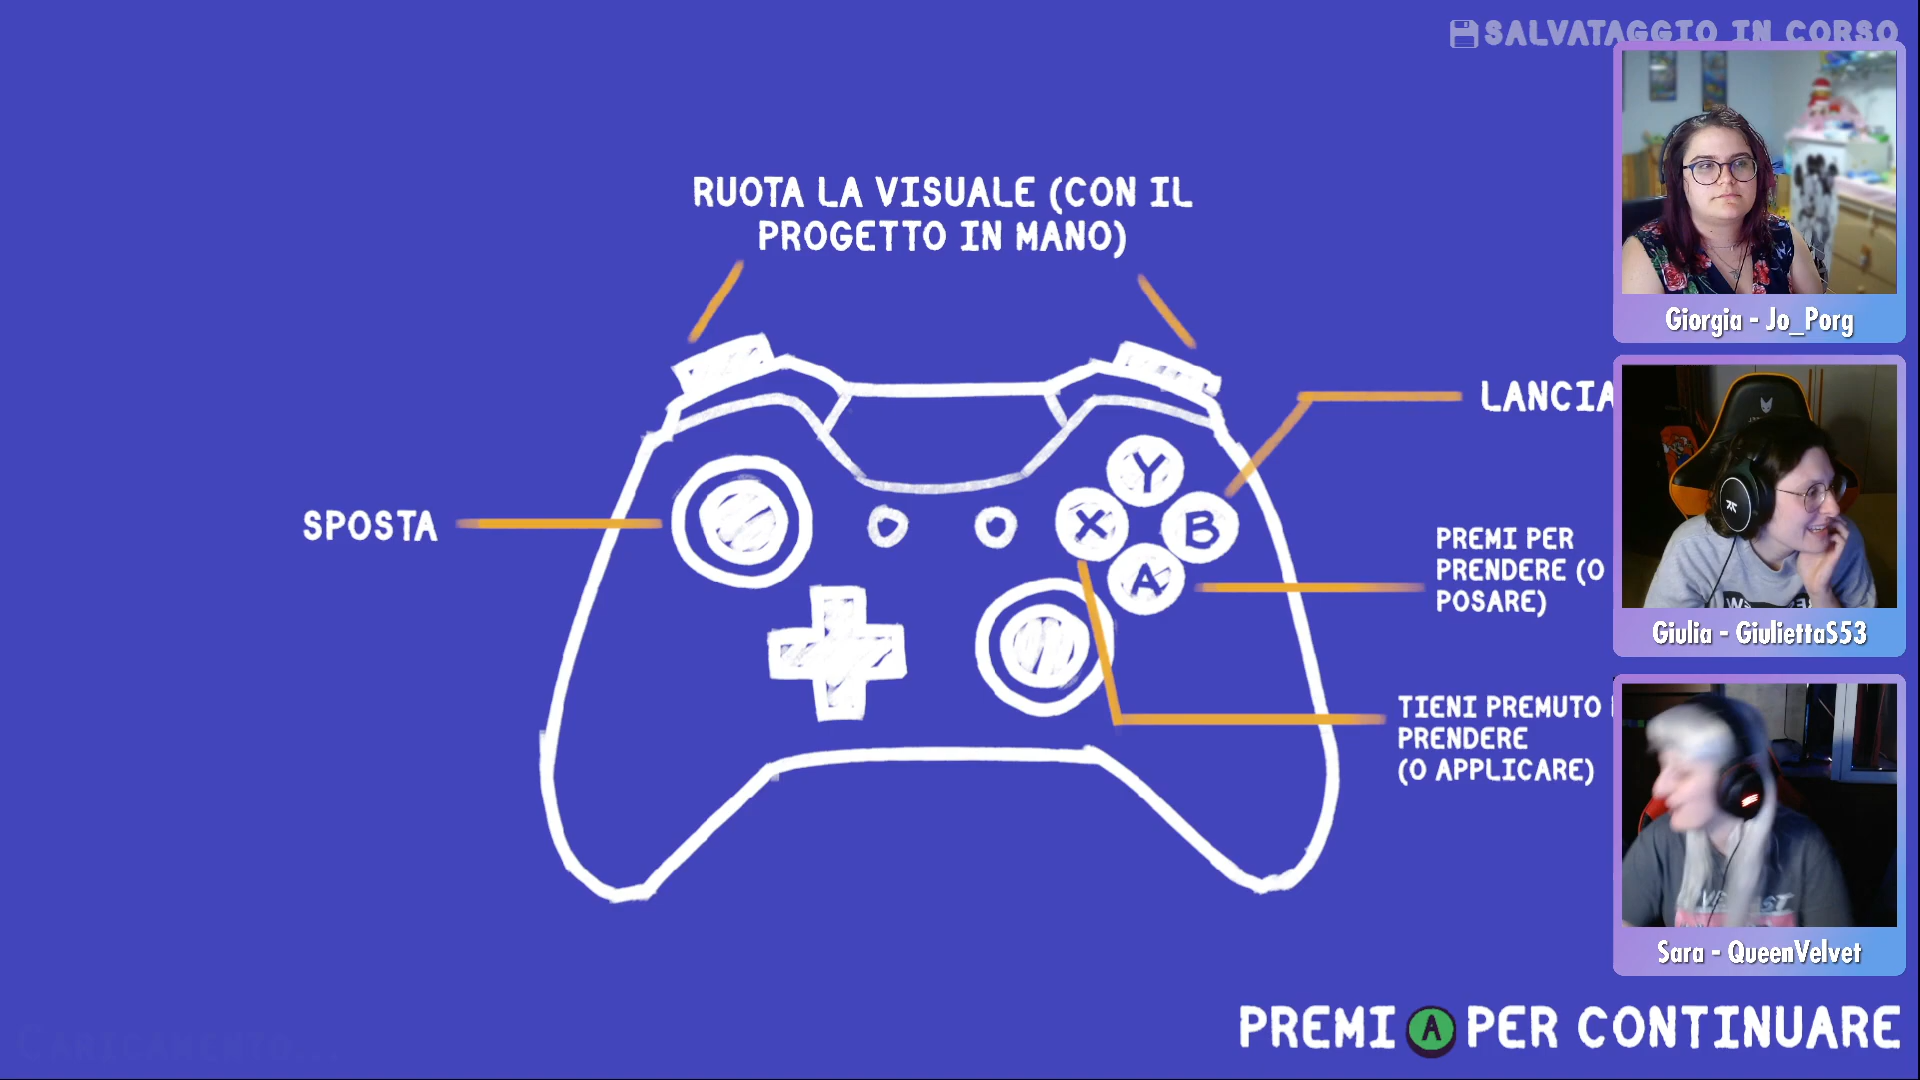 SALVATAGGIO IN CORSO
RUOTA LA VISUALE (CON IL
PROGETTO IN MANO)
Giorgia - Jo_Porg
LANCIA
SPOSTA
Y
X
B
A
PREMI PER
PRENDERE (O
POSARE)
Giulia - GiuliettaS53
TIENI PREMUTO
PRENDERE
(O APPLICARE)
Sara - QueenVelvet
PREMI A PER CONTINUARE
CARICAMENTO...